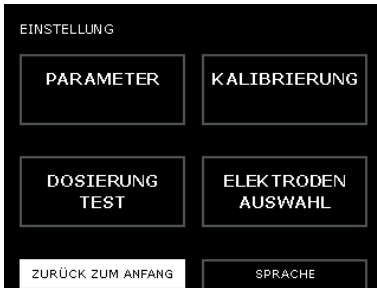 EINSTELLUNG
PARAMETER
KALIBRIERUNG
DOSIERUNG
TEST
ELEKTRODEN
AUSWAHL
ZURÜCK ZUM ANFANG
SPRACHE